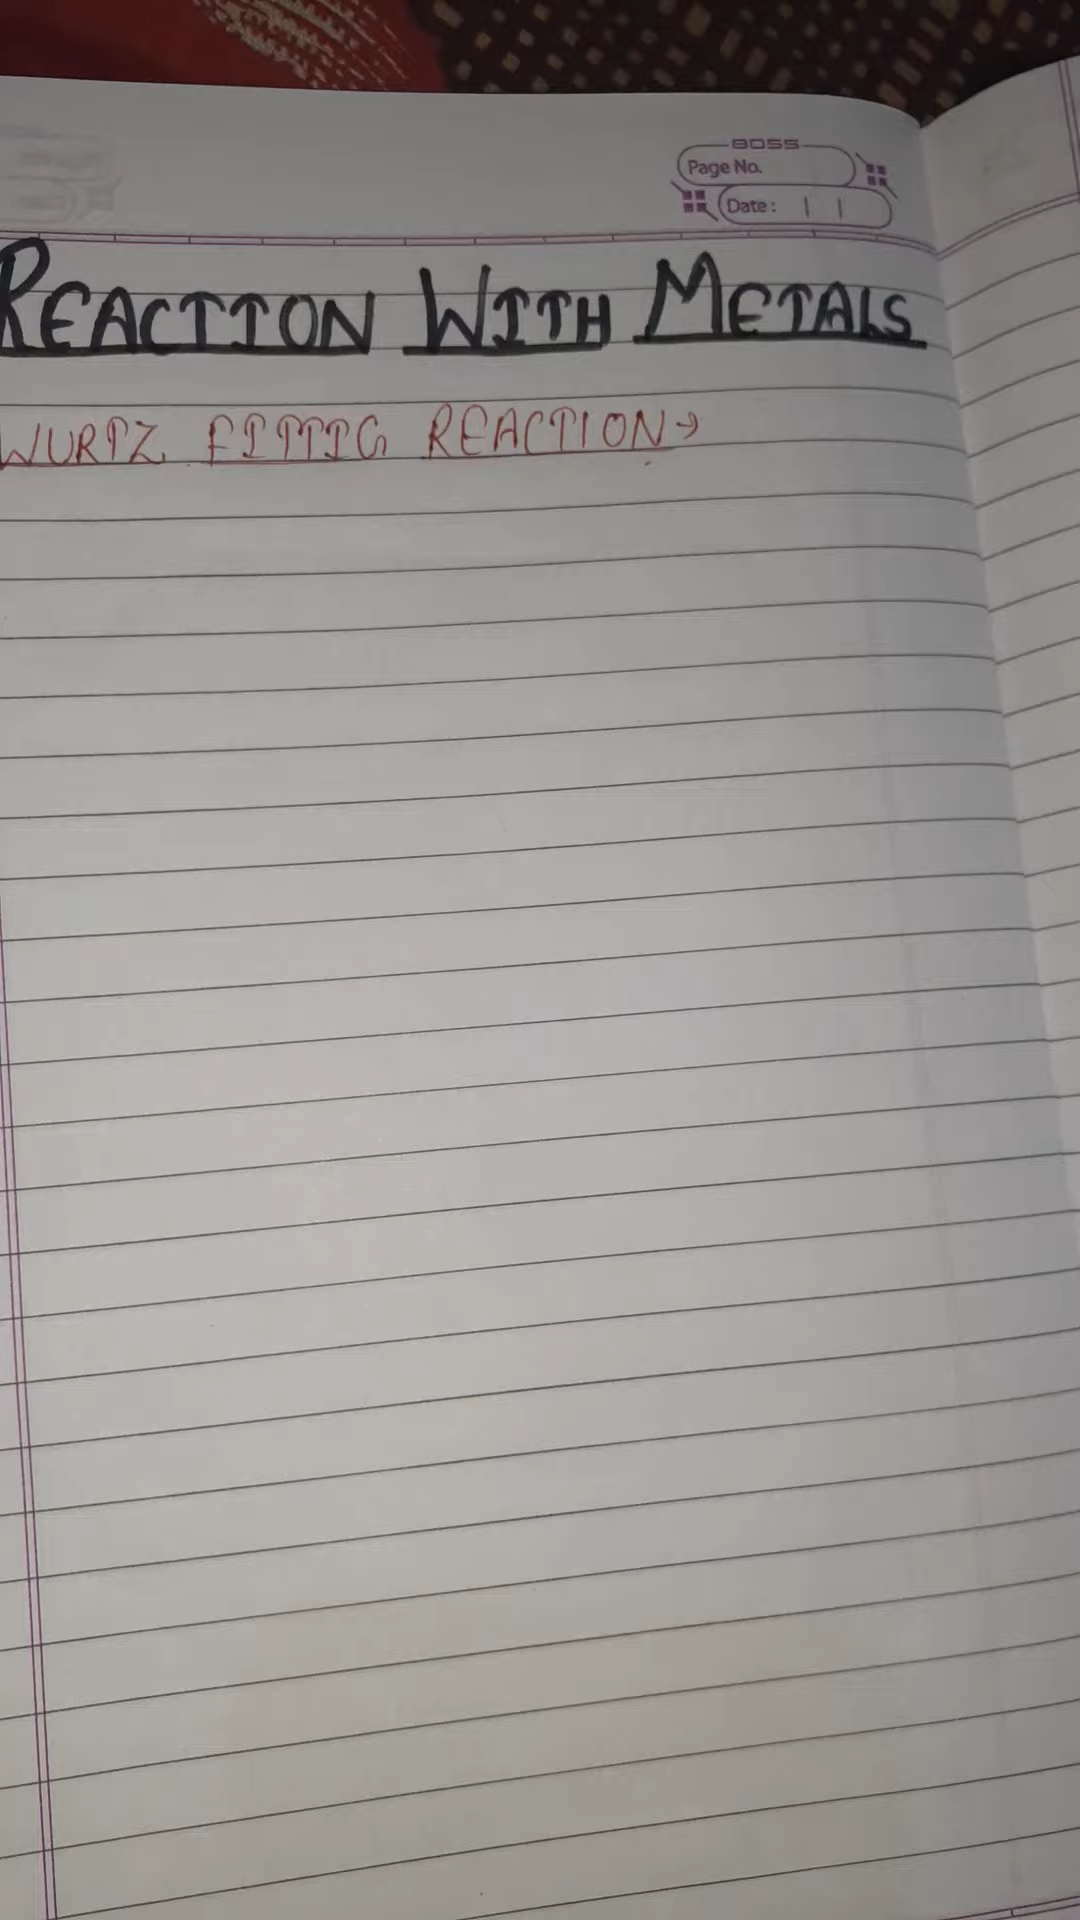 BOSS
Page No.
Date:
REACTION WITH METALS
WURTZ FITTIG REACTION→